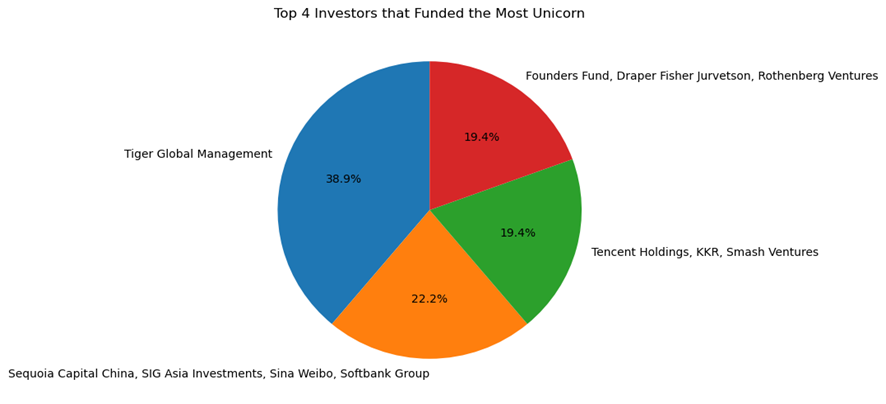 Top 4 Investors that Funded the Most Unicorn
Founders Fund, Draper Fisher Jurvetson, Rothenberg Ventures
19.4%
Tiger Global Management
38.9%
19.4%
Tencent Holdings, KKR, Smash Ventures
22.2%
Sequoia Capital China, SIG Asia Investments, Sina Weibo, Softbank Group